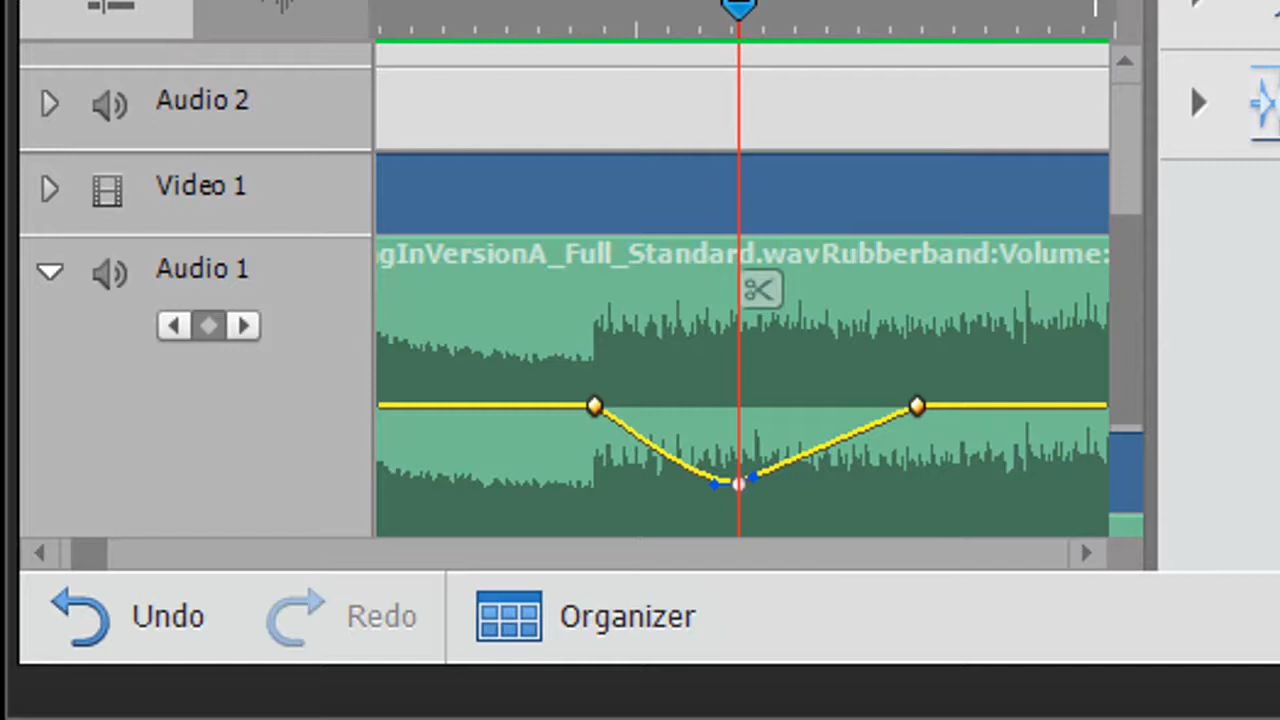 Audio 2
Video 1
gInVersionA_Full_Standard.wavRubberband:Volume:
Audio 1
Undo Redo Organizer